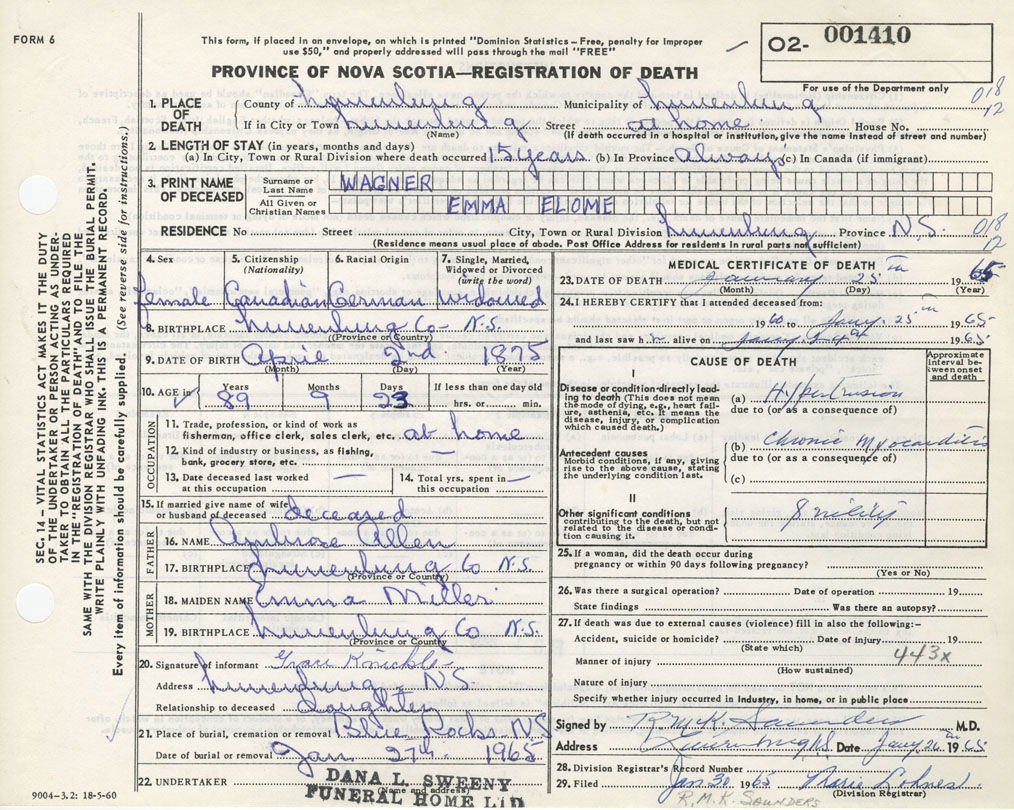 FORM 6
This form, if placed in an envelope, on which is printed "Dominion Statistics – Free, penalty for improper
use $50," and properly addressed will pass through the mail "FREE"
O2- 001410
PROVINCE OF NOVA SCOTIA—REGISTRATION OF DEATH
For use of the Department only
018
12
1. PLACE OF DEATH
County of Lunenburg Municipality of Lunenburg
If in City or Town Lunenburg Street at home House No.
(Name) (If death occurred in a hospital or institution, give the name instead of street and number)
2. LENGTH OF STAY (in years, months and days)
(a) In City, Town or Rural Division where death occurred 15 years (b) In Province Always (c) In Canada (if immigrant)
3. PRINT NAME OF DECEASED
Surname or Last Name WAGNER
All Given or Christian Names EMMA ELOME
RESIDENCE No Street City, Town or Rural Division Lunenburg Province N.S. 018
12
(Residence means usual place of abode. Post Office Address for residents in rural parts not sufficient)
4. Sex female
5. Citizenship (Nationality) Canadian
6. Racial Origin German
7. Single, Married, Widowed or Divorced (write the word) widowed
8. BIRTHPLACE Lunenburg Co- N.S.
(Province or Country)
9. DATE OF BIRTH April 2nd. 1875
(Month) (Day) (Year)
10. AGE in Years 89 Months 9 Days 23 If less than one day old hrs. or min.
OCCUPATION
11. Trade, profession, or kind of work as
fisherman, office clerk, sales clerk, etc. at home
12. Kind of industry or business, as fishing,
bank, grocery store, etc. —
13. Date deceased last worked
at this occupation —
14. Total yrs. spent in
this occupation —
15. If married give name of wife
or husband of deceased deceased
FATHER
16. NAME Ambrose Allen
17. BIRTHPLACE Lunenburg Co N.S.
(Province or Country)
MOTHER
18. MAIDEN NAME Emma Miller
19. BIRTHPLACE Lunenburg Co N.S.
(Province or Country)
20. Signature of informant Grace Knickle
Address Lunenburg N.S.
Relationship to deceased daughter
21. Place of burial, cremation or removal Blue Rocks N.S
Date of burial or removal Jan. 27th 1965
22. UNDERTAKER DANA L. SWEENY
(Name and address)
FUNERAL HOME LTD
MEDICAL CERTIFICATE OF DEATH
23. DATE OF DEATH January 25 th 1965
(Month) (Day) (Year)
24. I HEREBY CERTIFY that I attended deceased from:
1960 to Jany. 25 th 1965
and last saw h alive on Jany. 24th 1965
CAUSE OF DEATH
Approximate interval between onset and death
I
Disease or condition directly leading to death (This does not mean the mode of dying, e.g., heart failure, asthenia, etc. It means the disease, injury, or complication which caused death.)
(a) Hypertension
due to (or as a consequence of)
Antecedent causes
Morbid conditions, if any, giving rise to the above cause, stating the underlying condition last.
(b) Chronic Myocarditis
due to (or as a consequence of)
(c)
II
Other significant conditions
contributing to the death, but not related to the disease or condition causing it.
Senility
25. If a woman, did the death occur during
pregnancy or within 90 days following pregnancy?
(Yes or No)
26. Was there a surgical operation? Date of operation 19
State findings Was there an autopsy?
27. If death was due to external causes (violence) fill in also the following:-
Accident, suicide or homicide? Date of injury 19
(State which)
443x
Manner of injury
(How sustained)
Nature of injury
Specify whether injury occurred in industry, in home, or in public place
Signed by R.M.K. Saunders M.D.
Address Lunenburg N.S. Date Jany 26 th 1965
28. Division Registrar's Record Number
29. Filed Jan 30 1965 Marie Lohnes
(Division Registrar)
R.M.K. SAUNDERS
SEC. 14 – VITAL STATISTICS ACT MAKES IT THE DUTY
OF THE UNDERTAKER OR PERSON ACTING AS UNDER-
TAKER TO OBTAIN ALL THE PARTICULARS REQUIRED
IN THE "REGISTRATION OF DEATH" AND TO FILE THE
SAME WITH THE DIVISION REGISTRAR WHO SHALL ISSUE THE BURIAL PERMIT.
WRITE PLAINLY WITH UNFADING INK. THIS IS A PERMANENT RECORD.
Every item of information should be carefully supplied. (See reverse side for instructions.)
9004-3.2: 18-5-60